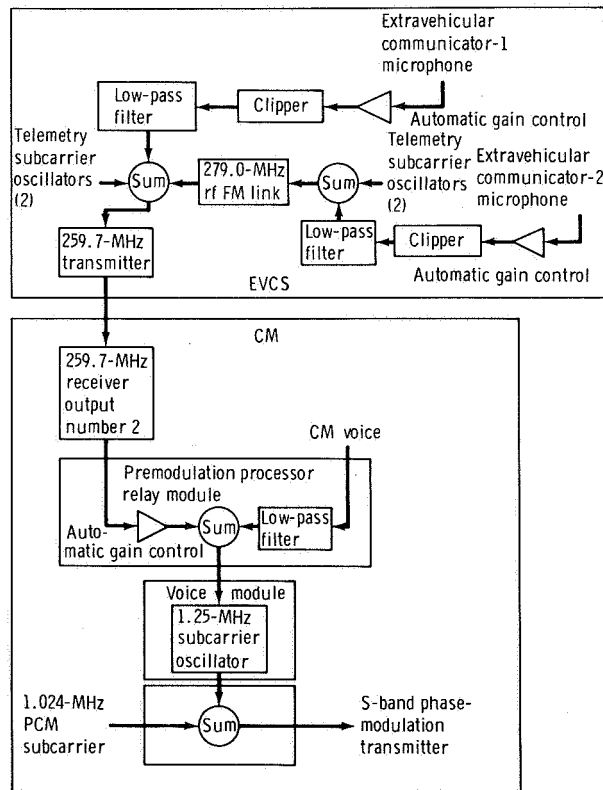 Extravehicular
communicator-1
microphone
Low-pass
filter
Clipper
Automatic gain control
Telemetry
subcarrier
oscillators
(2)
Sum
279.0-MHz
rf FM link
Sum
Telemetry
subcarrier
oscillators (2)
Extravehicular
communicator-2
microphone
Low-pass
filter
Clipper
Automatic gain control
259.7-MHz
transmitter
EVCS
CM
259.7-MHz
receiver
output
number 2
CM voice
Premodulation processor
relay module
Auto-
matic gain control
Sum
Low-pass
filter
Voice module
1.25-MHz
subcarrier
oscillator
1.024-MHz
PCM
subcarrier
Sum
S-band phase-
modulation
transmitter